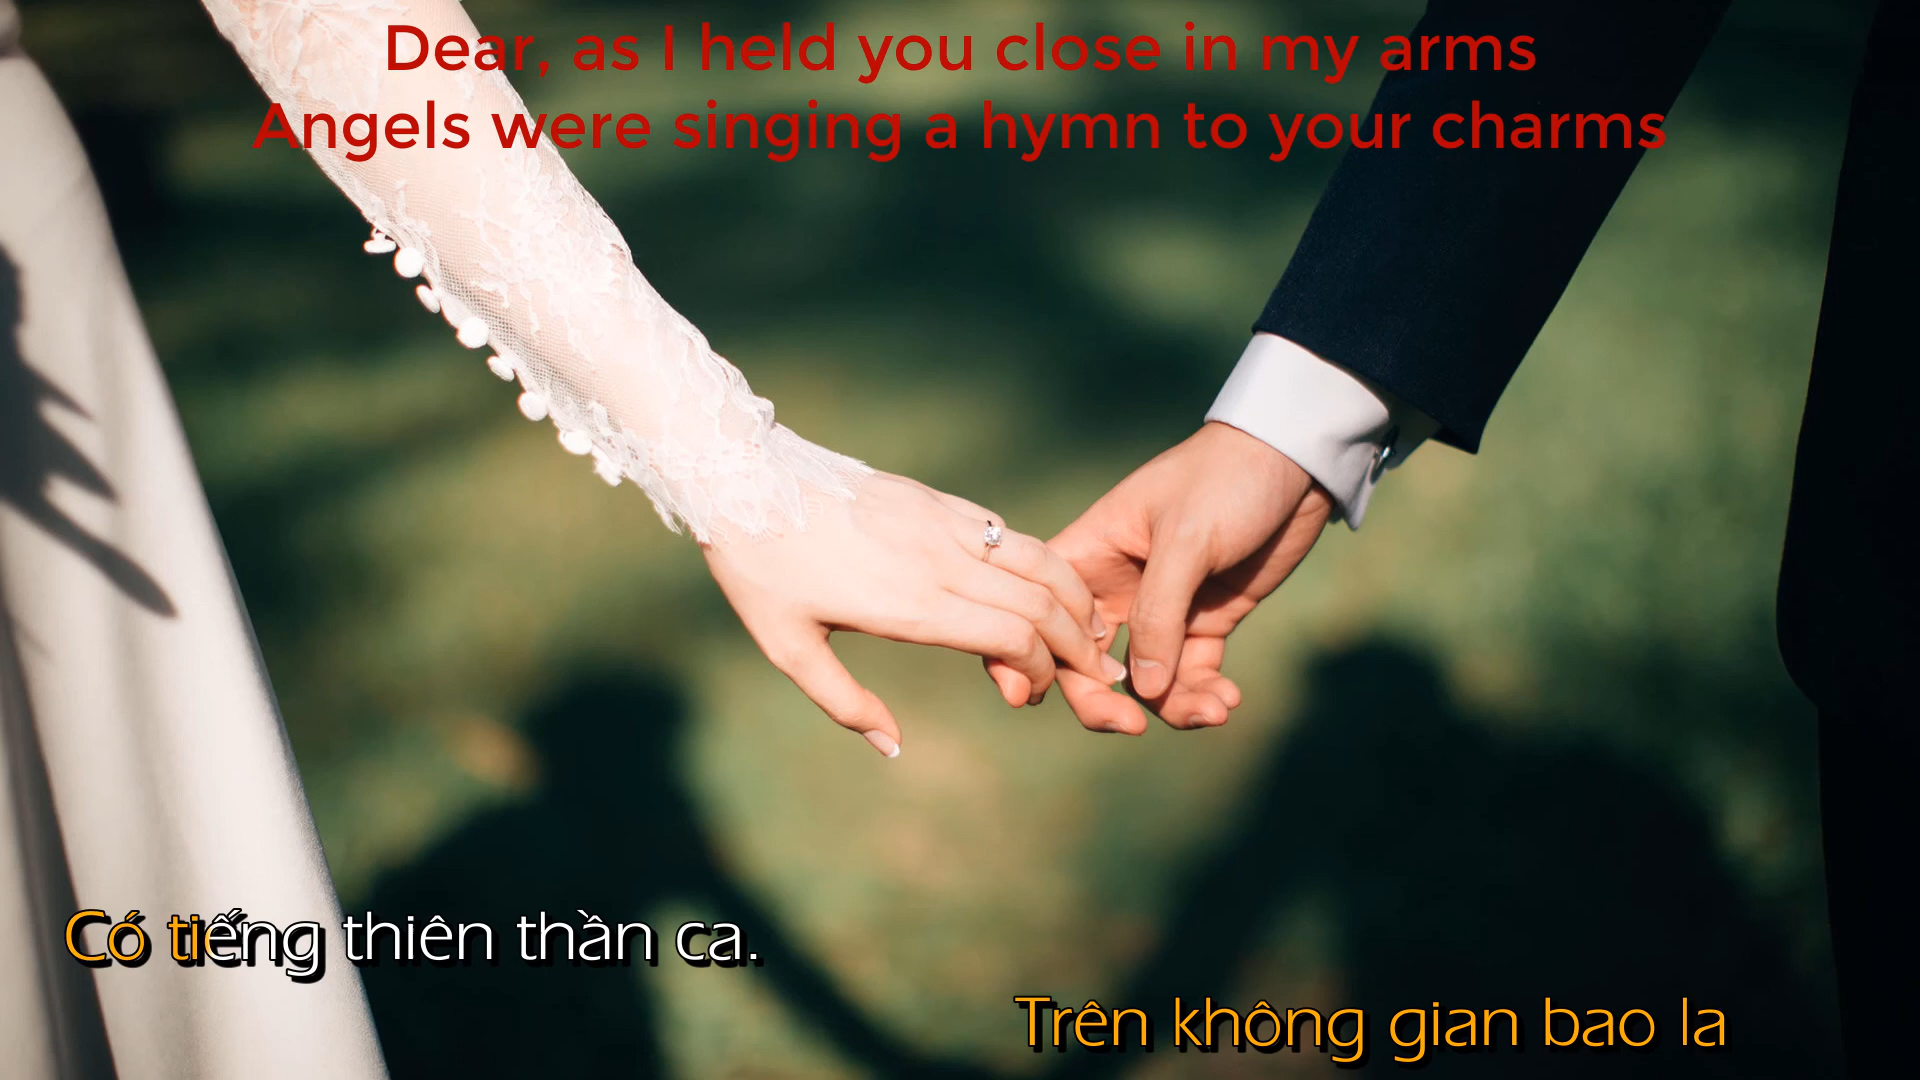 Dear, as I held you close in my arms
Angels were singing a hymn to your charms
Có tiếng thiên thần ca.
Trên không gian bao la